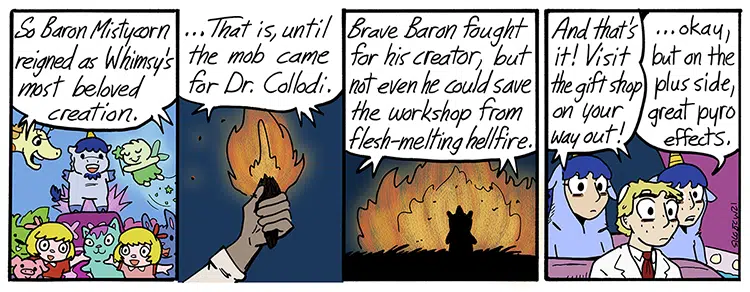 So Baron Mistycorn
reigned as Whimsy's
most beloved
creation.
...That is, until
the mob came
for Dr. Collodi.
Brave Baron fought
for his creator, but
not even he could save
the workshop from
flesh-melting hellfire.
And that's
it! Visit
the gift shop
on your
way out!
...okay,
but on the
plus side,
great pyro
effects.